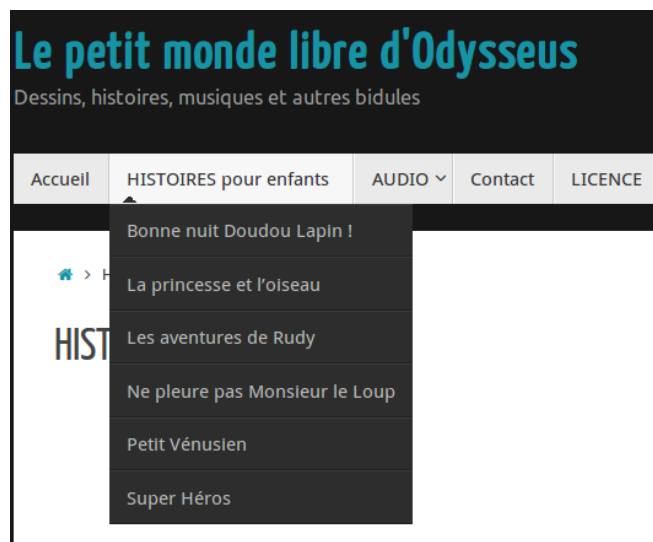 Le petit monde libre d'Odysseus
Dessins, histoires, musiques et autres bidules
Accueil HISTOIRES pour enfants AUDIO Contact LICENCE
Bonne nuit Doudou Lapin !
> H
La princesse et l’oiseau
HIST
Les aventures de Rudy
Ne pleure pas Monsieur le Loup
Petit Vénusien
Super Héros